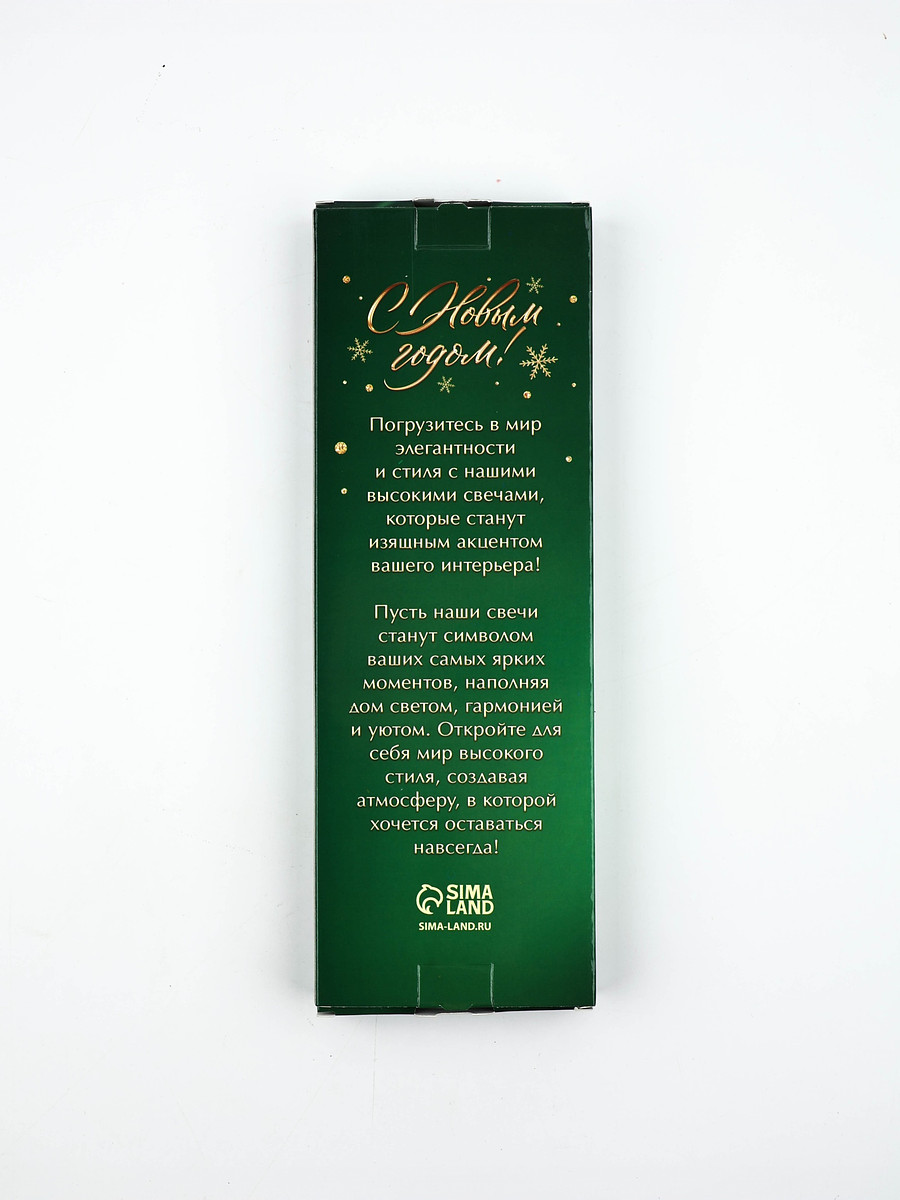 С Новым
годом!
Погрузитесь в мир
элегантности
и стиля с нашими
высокими свечами,
которые станут
изящным акцентом
вашего интерьера!
Пусть наши свечи
станут символом
ваших самых ярких
моментов, наполняя
дом светом, гармонией
и уютом. Откройте для
себя мир высокого
стиля, создавая
атмосферу, в которой
хочется оставаться
навсегда!
SIMA
LAND
SIMA-LAND.RU